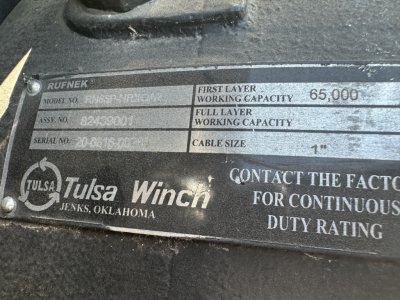 RUFNEK®
MODEL NO.
FIRST LAYER
WORKING CAPACITY 65,000
ASSY. NO. 82439001
FULL LAYER
WORKING CAPACITY
SERIAL NO.
CABLE SIZE 1"
TULSA Tulsa Winch
JENKS, OKLAHOMA
CONTACT THE FACTO
FOR CONTINUOUS
DUTY RATING